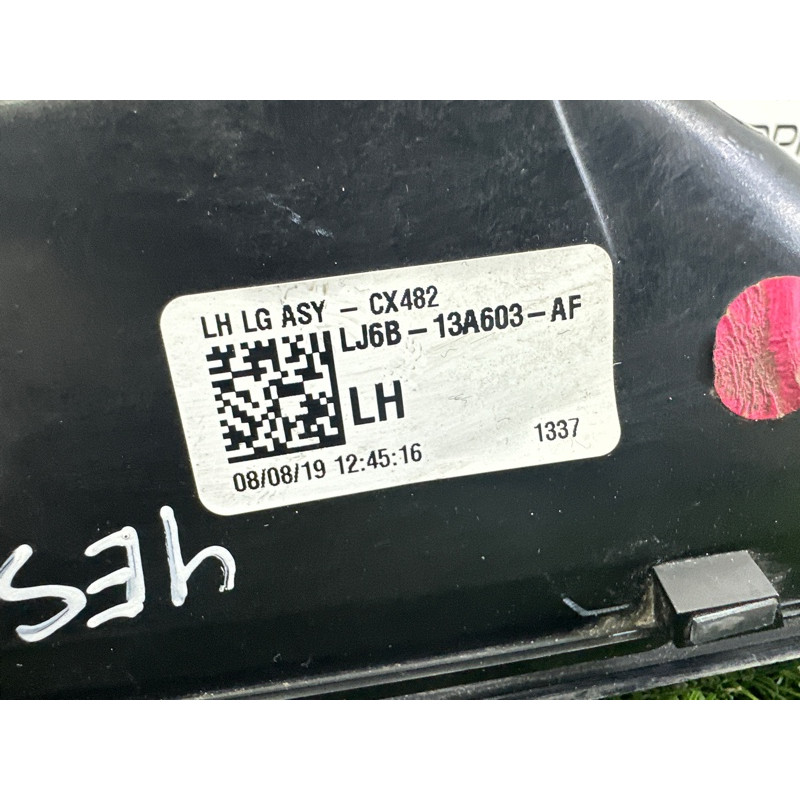 LH LG ASY - CX482
LJ6B-13A603-AF
LH
08/08/19 12:45:16
1337